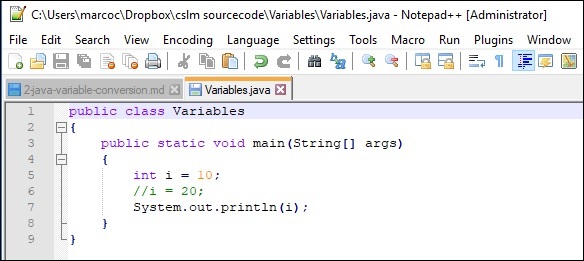 C:\Users\marcoc\Dropbox\cslm sourcecode\Variables\Variables.java - Notepad++ [Administrator]
File Edit Search View Encoding Language Settings Tools Macro Run Plugins Window
2-java-variable-conversion.md Variables.java
1 public class Variables
2 {
3 public static void main(String[] args)
4 {
5 int i = 10;
6 //i = 20;
7 System.out.println(i);
8 }
9 }